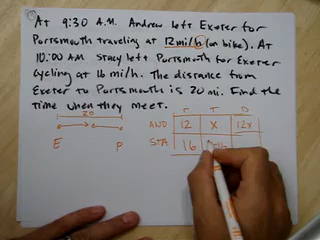 At 9:30 A.M. Andrew left Exeter for
Portsmouth traveling at 12mi/h (on bike). At
10:00 AM Stacy left Portsmouth for Exeter
cycling at 16 mi/h. The distance from
Exeter to Portsmouth is 20 mi. Find the
time when they meet.
20
E P
T D
AND 12 x 12x
STA 16